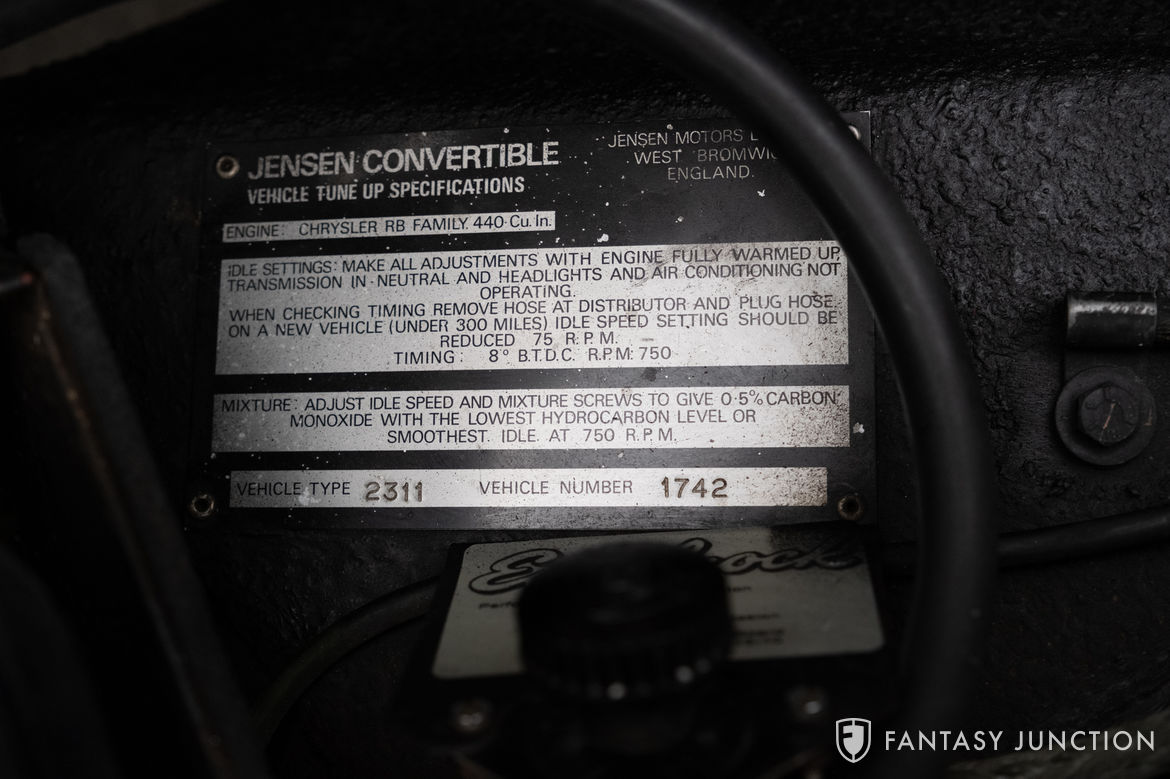 JENSEN CONVERTIBLE
VEHICLE TUNE UP SPECIFICATIONS
JENSEN MOTORS
WEST
ENGLAND.
ENGINE: CHRYSLER RB FAMILY. 440 Cu. In.
IDLE SETTINGS: MAKE ALL ADJUSTMENTS WITH ENGINE FULLY WARMED UP,
TRANSMISSION IN NEUTRAL AND HEADLIGHTS AND AIR CONDITIONING NOT
OPERATING.
WHEN CHECKING TIMING REMOVE HOSE AT DISTRIBUTOR AND PLUG HOSE.
ON A NEW VEHICLE (UNDER 300 MILES) IDLE SPEED SETTING SHOULD BE
REDUCED 75 R.P.M.
TIMING: 8° B.T.D.C. R.P.M: 750
MIXTURE: ADJUST IDLE SPEED AND MIXTURE SCREWS TO GIVE 0·5% CARBON
MONOXIDE WITH THE LOWEST HYDROCARBON LEVEL OR
SMOOTHEST. IDLE. AT 750 R.P.M.
VEHICLE TYPE 2311 VEHICLE NUMBER 1742
FANTASY JUNCTION